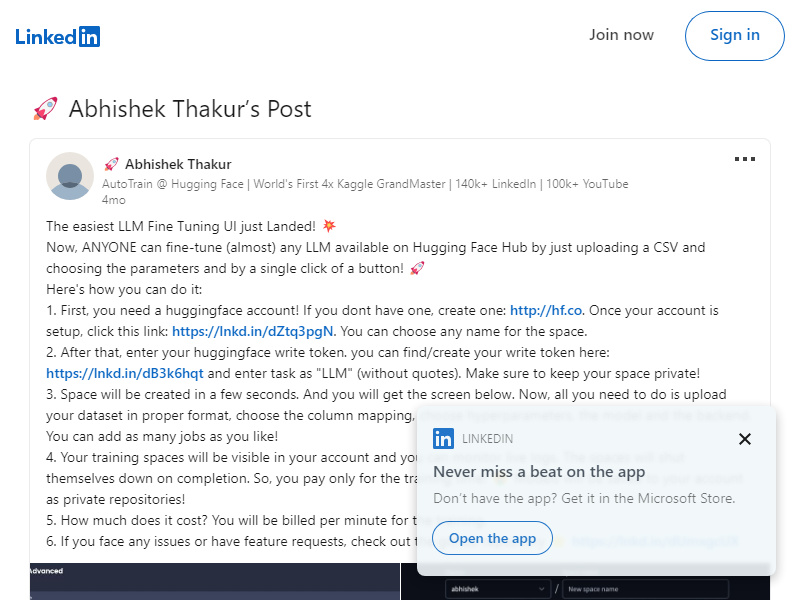 LinkedIn
Join now
Sign in
🚀 Abhishek Thakur's Post
🚀 Abhishek Thakur
AutoTrain @ Hugging Face | World's First 4x Kaggle GrandMaster | 140k+ LinkedIn | 100k+ YouTube
4mo
The easiest LLM Fine Tuning UI just Landed! 💥
Now, ANYONE can fine-tune (almost) any LLM available on Hugging Face Hub by just uploading a CSV and
choosing the parameters and by a single click of a button! 🚀
Here's how you can do it:
1. First, you need a huggingface account! If you dont have one, create one: http://hf.co. Once your account is
setup, click this link: https://lnkd.in/dZtq3pgN. You can choose any name for the space.
2. After that, enter your huggingface write token. you can find/create your write token here:
https://lnkd.in/dB3k6hqt and enter task as "LLM" (without quotes). Make sure to keep your space private!
3. Space will be created in a few seconds. And you will get the screen below. Now, all you need to do is upload
your dataset in proper format, choose the column mapping,
You can add as many jobs as you like!
4. Your training spaces will be visible in your account and
themselves down on completion. So, you pay only for the
as private repositories!
5. How much does it cost? You will be billed per minute for
6. If you face any issues or have feature requests, check out
LINKEDIN
Never miss a beat on the app
Don't have the app? Get it in the Microsoft Store.
Open the app
Advanced
abhishek
/
New space name